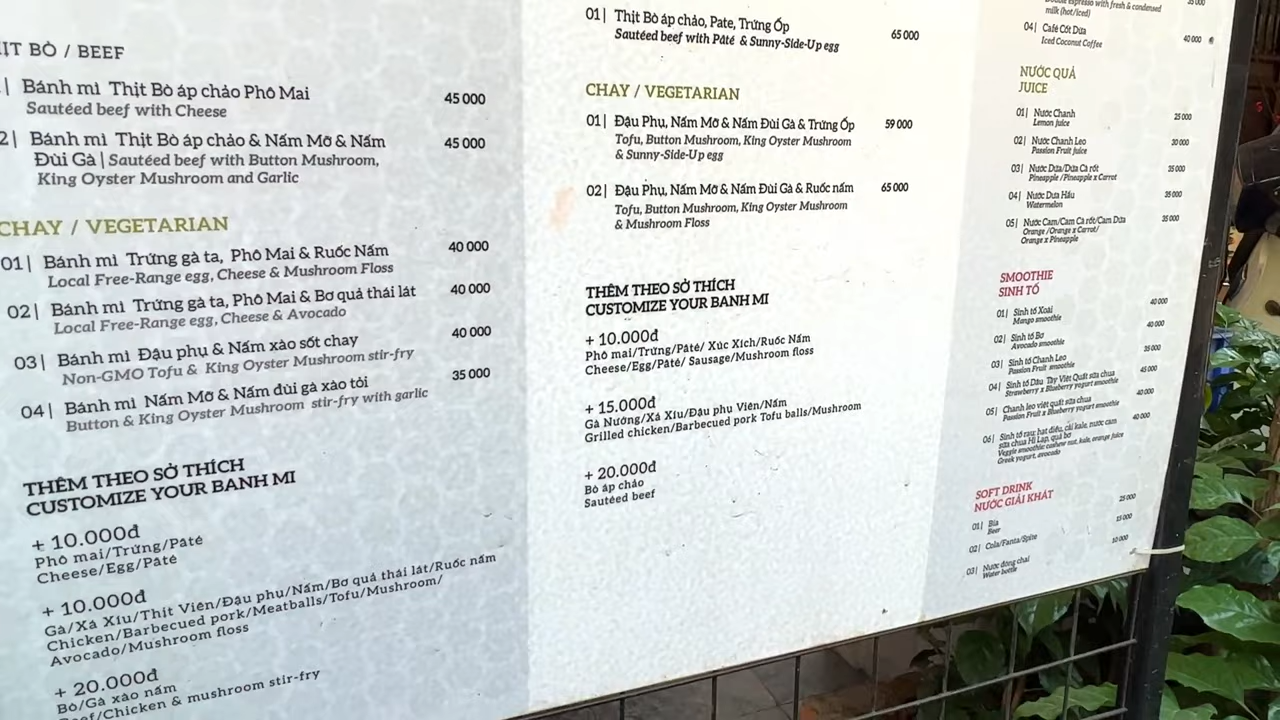 ỊT BÒ / BEEF
| Bánh mì Thịt Bò áp chảo Phô Mai 45 000
Sautéed beef with Cheese
2| Bánh mì Thịt Bò áp chảo & Nấm Mỡ & Nấm 45 000
Đùi Gà | Sautéed beef with Button Mushroom,
King Oyster Mushroom and Garlic
CHAY / VEGETARIAN
01| Bánh mì Trứng gà ta, Phô Mai & Ruốc Nấm 40 000
Local Free-Range egg, Cheese & Mushroom Floss
02| Bánh mì Trứng gà ta, Phô Mai & Bơ quả thái lát 40 000
Local Free-Range egg, Cheese & Avocado
03| Bánh mì Đậu phụ & Nấm xào sốt chay 40 000
Non-GMO Tofu & King Oyster Mushroom stir-fry
04| Bánh mì Nấm Mỡ & Nấm đùi gà xào tỏi 35 000
Button & King Oyster Mushroom stir-fry with garlic
THÊM THEO SỞ THÍCH
CUSTOMIZE YOUR BANH MI
+ 10.000đ
Phô mai/Trứng/Pâté
Cheese/Egg/Pâté
+ 10.000đ
Gà/Xá Xíu/Thịt Viên/Đậu phụ/Nấm/Bơ quả thái lát/Ruốc nấm
Chicken/Barbecued pork/Meatballs/Tofu/Mushroom/
Avocado/Mushroom floss
+ 20.000đ
Bò/Gà xào nấm
Beef/Chicken & mushroom stir-fry
01| Thịt Bò áp chảo, Pate, Trứng Ốp 65 000
Sautéed beef with Pâté & Sunny-Side-Up egg
CHAY / VEGETARIAN
01| Đậu Phụ, Nấm Mỡ & Nấm Đùi Gà & Trứng Ốp 59 000
Tofu, Button Mushroom, King Oyster Mushroom
& Sunny-Side-Up egg
02| Đậu Phụ, Nấm Mỡ & Nấm Đùi Gà & Ruốc nấm 65 000
Tofu, Button Mushroom, King Oyster Mushroom
& Mushroom Floss
THÊM THEO SỞ THÍCH
CUSTOMIZE YOUR BANH MI
+ 10.000đ
Phô mai/Trứng/Pâté/ Xúc Xích/Ruốc Nấm
Cheese/Egg/Pâté/ Sausage/Mushroom floss
+ 15.000đ
Gà Nướng/Xá Xíu/Đậu phụ Viên/Nấm
Grilled chicken/Barbecued pork Tofu balls/Mushroom
+ 20.000đ
Bò áp chảo
Sautéed beef
Double espresso with fresh & condensed 35 000
milk (hot/iced)
04| Café Cốt Dừa 40 000
Iced Coconut Coffee
NƯỚC QUẢ
JUICE
01| Nước Chanh 25 000
Lemon juice
02| Nước Chanh Leo 30 000
Passion Fruit juice
03| Nước Dứa/Dứa Cà rốt 35 000
Pineapple /Pineapple x Carrot
04| Nước Dưa Hấu 35 000
Watermelon
05| Nước Cam/Cam Cà rốt/Cam Dứa 35 000
Orange /Orange x Carrot/
Orange x Pineapple
SMOOTHIE
SINH TỐ
01| Sinh tố Xoài 40 000
Mango smoothie
02| Sinh tố Bơ 40 000
Avocado smoothie
03| Sinh tố Chanh Leo 35 000
Passion Fruit smoothie
04| Sinh tố Dâu Tây Việt Quất sữa chua 45 000
Strawberry x Blueberry yogurt smoothie
05| Chanh leo việt quất sữa chua 40 000
Passion Fruit x Blueberry yogurt smoothie
06| Sinh tố rau: hạt điều, cải kale, nước cam 40 000
sữa chua Hi Lạp, quả bơ
Veggie smoothie: cashew nut, kale, orange juice
Greek yogurt, avocado
SOFT DRINK
NƯỚC GIẢI KHÁT
01| Bia 25 000
Beer
02| Cola/Fanta/Spite 15 000
03| Nước đóng chai 10 000
Water bottle